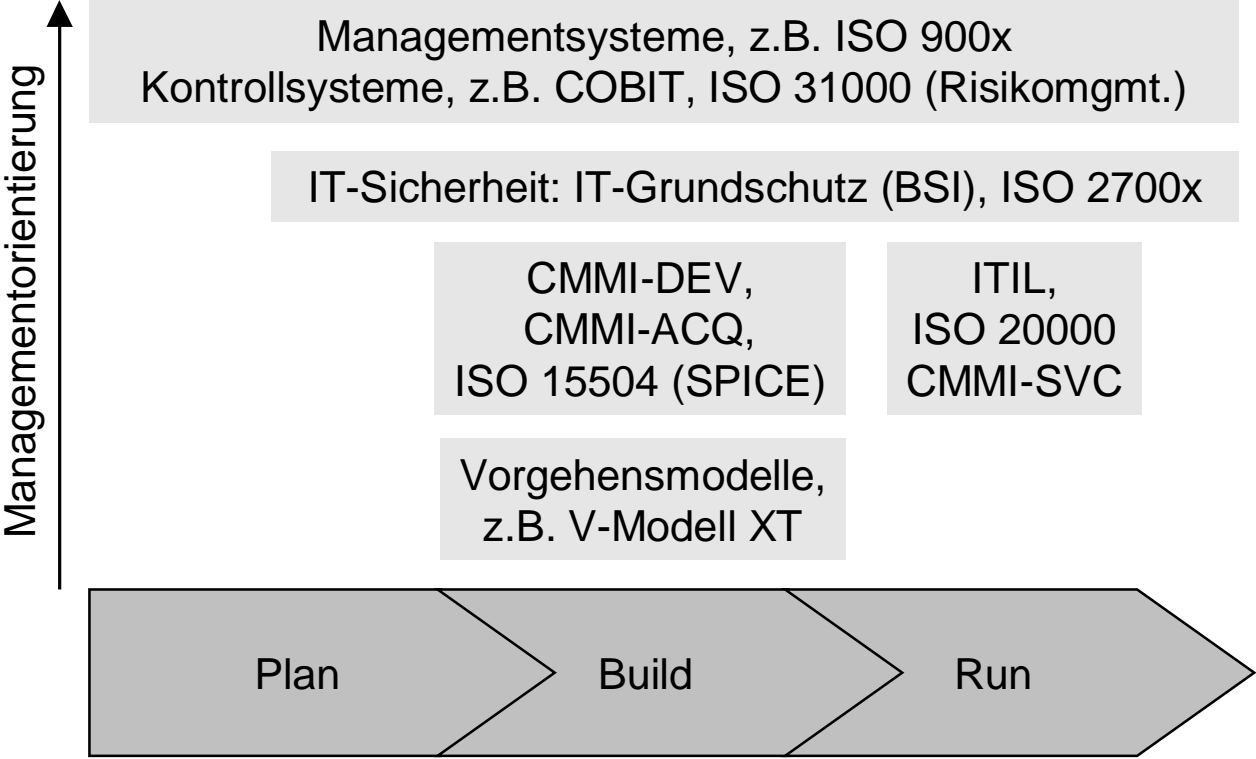 Managementorientierung
Managementsysteme, z.B. ISO 900x
Kontrollsysteme, z.B. COBIT, ISO 31000 (Risikomgmt.)
IT-Sicherheit: IT-Grundschutz (BSI), ISO 2700x
CMMI-DEV,
CMMI-ACQ,
ISO 15504 (SPICE)
ITIL,
ISO 20000
CMMI-SVC
Vorgehensmodelle,
z.B. V-Modell XT
Plan
Build
Run